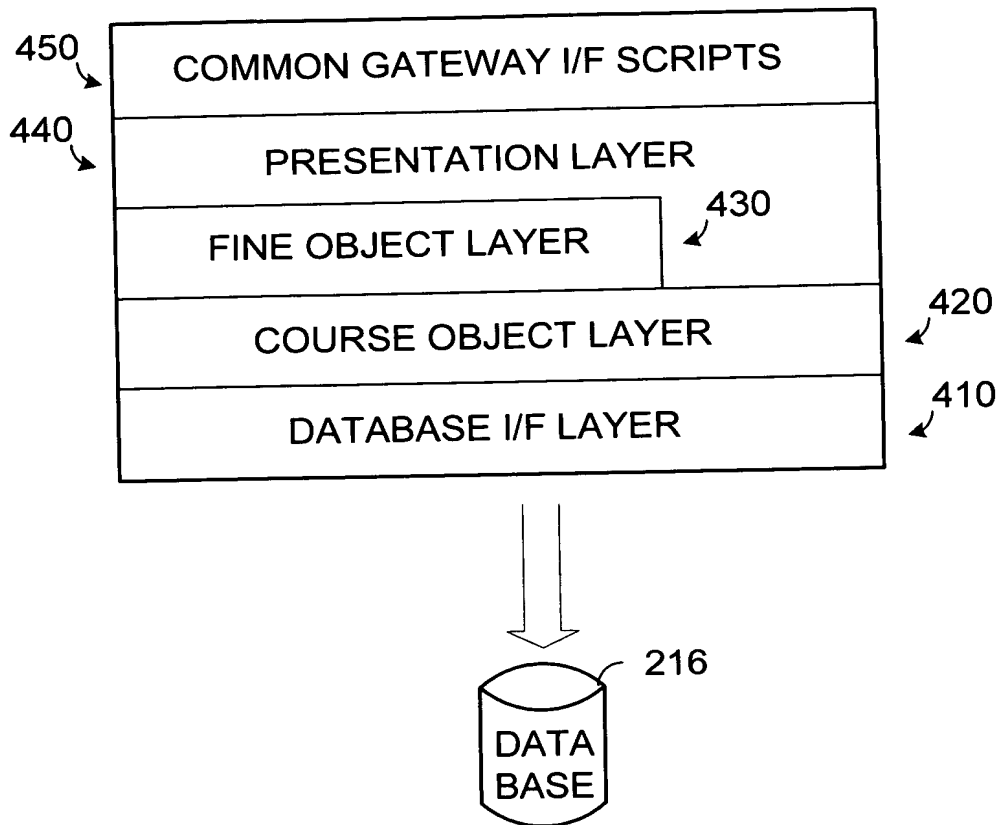 450
COMMON GATEWAY I/F SCRIPTS
440
PRESENTATION LAYER
430
FINE OBJECT LAYER
420
COURSE OBJECT LAYER
410
DATABASE I/F LAYER
216
DATA
BASE